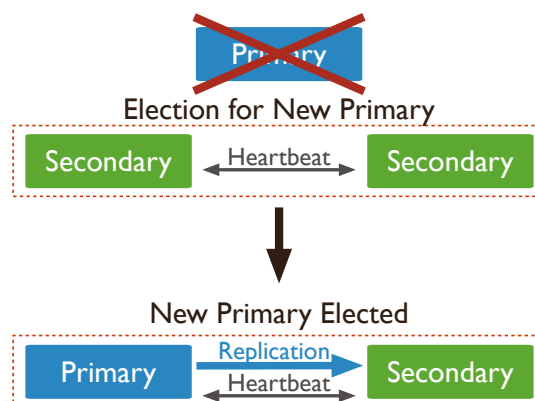 Primary
Election for New Primary
Secondary
Heartbeat
Secondary
New Primary Elected
Primary
Replication
Heartbeat
Secondary